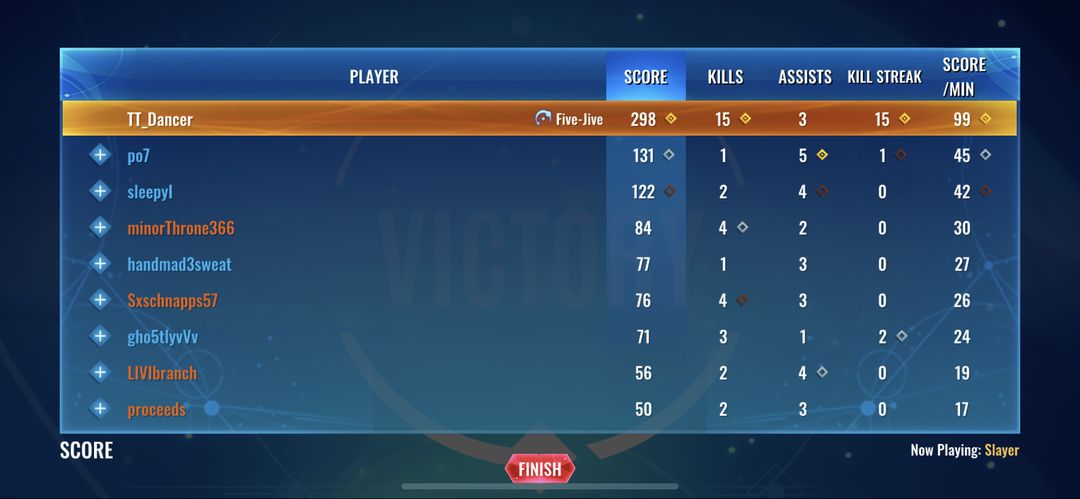 PLAYER SCORE KILLS ASSISTS KILL STREAK SCORE /MIN
TT_Dancer Five-Jive 298 15 3 15 99
po7 131 1 5 1 45
sleepyI 122 2 4 0 42
minorThrone366 84 4 2 0 30
handmad3sweat 77 1 3 0 27
Sxschnapps57 76 4 3 0 26
gho5tlyvVv 71 3 1 2 24
LIVIbranch 56 2 4 0 19
proceeds 50 2 3 0 17
VICTORY
SCORE
Now Playing: Slayer
FINISH